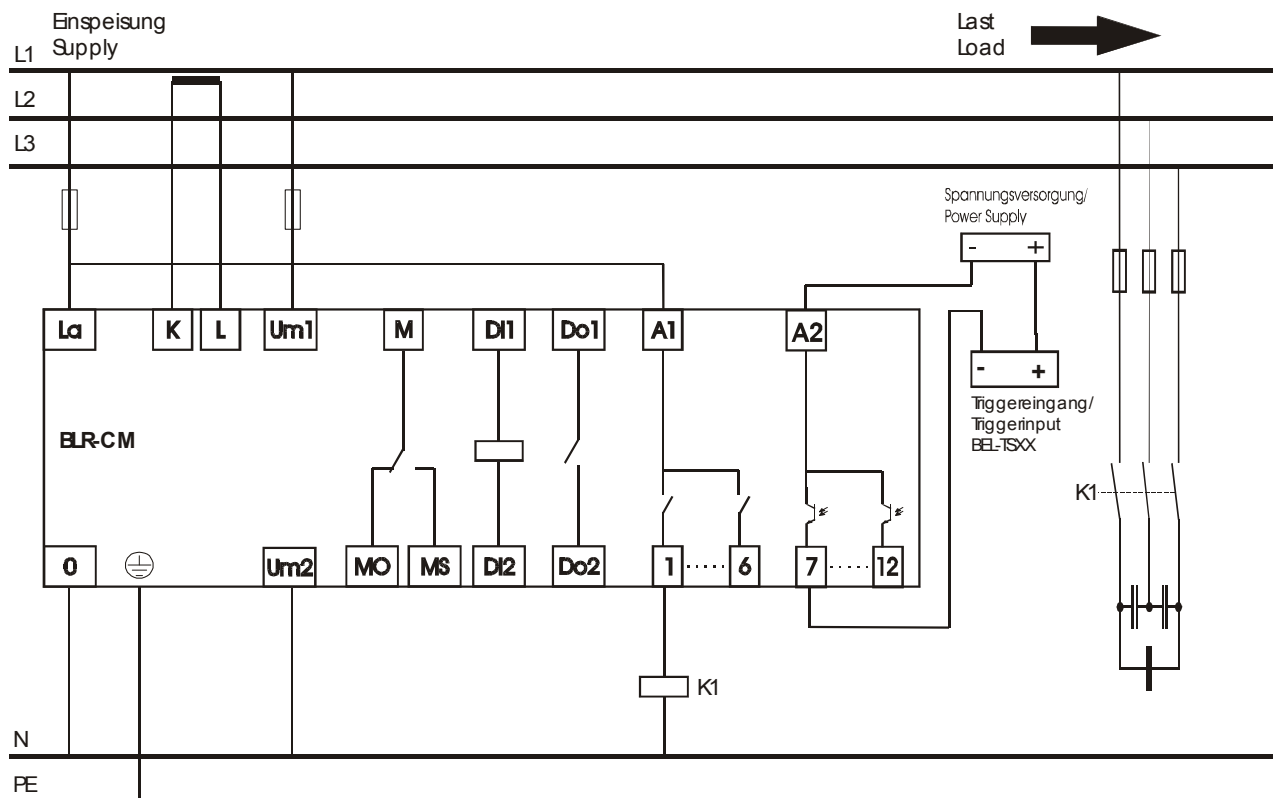 Einspeisung
Supply
Last
Load
L1
L2
L3
Spannungsversorgung/
Power Supply
- +
La K L Um1 M DI1 Do1 A1 A2
- +
Triggereingang/
Triggerinput
BEL-TSXX
BLR-CM
K1
0 Um2 MO MS DI2 Do2 1 ..... 6 7 ..... 12
K1
N
PE